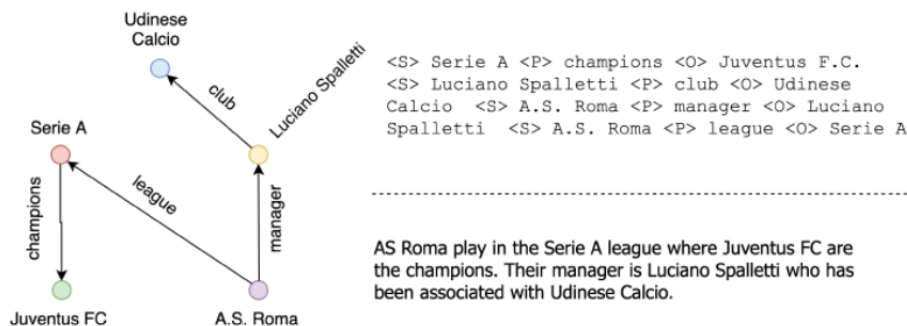 Udinese
Calcio
club
Luciano Spalletti
Serie A
champions
league
manager
Juventus FC
A.S. Roma
<S> Serie A <P> champions <O> Juventus F.C.
<S> Luciano Spalletti <P> club <O> Udinese
Calcio <S> A.S. Roma <P> manager <O> Luciano
Spalletti <S> A.S. Roma <P> league <O> Serie A
AS Roma play in the Serie A league where Juventus FC are
the champions. Their manager is Luciano Spalletti who has
been associated with Udinese Calcio.